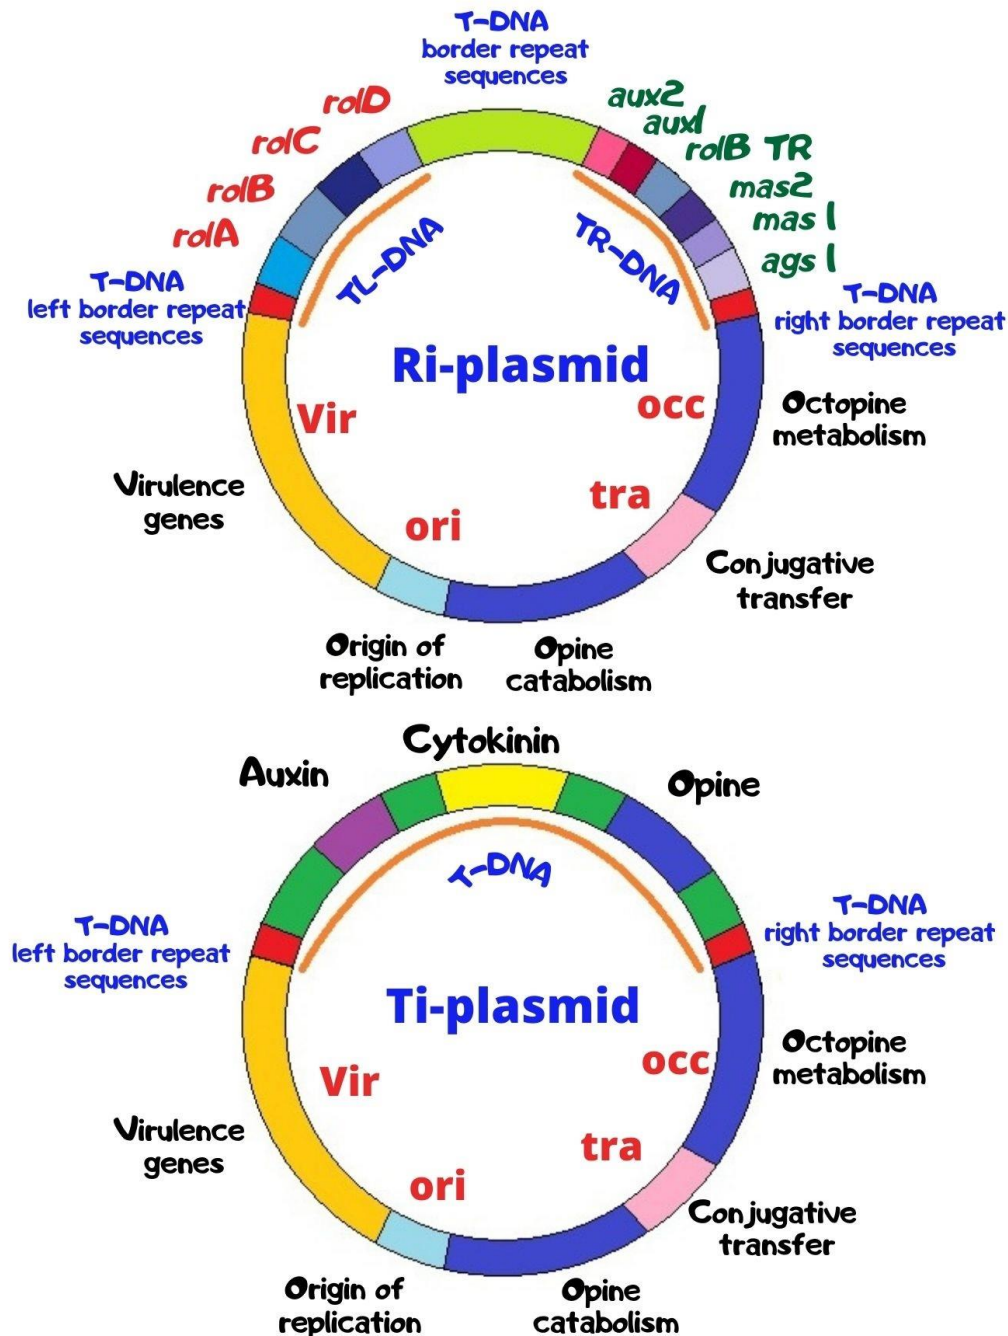 T-DNA
border repeat
sequences
rolD
rolC
rolB
rolA
aux2
aux1
rolB TR
mas2
mas 1
ags 1
T-DNA
left border repeat
sequences
TL-DNA
TR-DNA
T-DNA
right border repeat
sequences
Ri-plasmid
Vir
occ
Octopine
metabolism
Virulence
genes
ori
tra
Conjugative
transfer
Origin of
replication
Opine
catabolism
Cytokinin
Auxin
Opine
T-DNA
T-DNA
left border repeat
sequences
T-DNA
right border repeat
sequences
Ti-plasmid
Vir
occ
Octopine
metabolism
Virulence
genes
ori
tra
Conjugative
transfer
Origin of
replication
Opine
catabolism